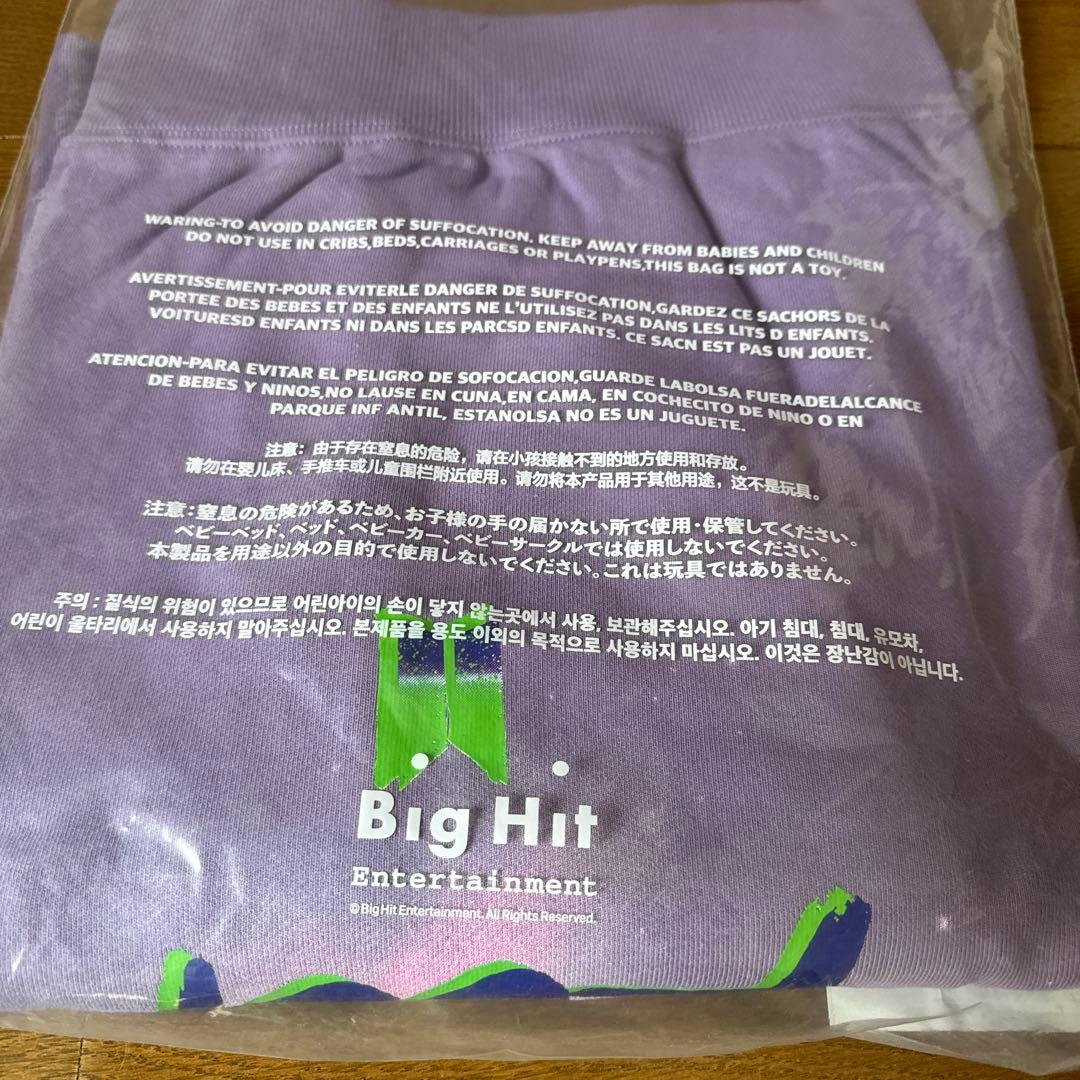 WARING-TO AVOID DANGER OF SUFFOCATION, KEEP AWAY FROM BABIES AND CHILDREN
DO NOT USE IN CRIBS,BEDS,CARRIAGES OR PLAYPENS,THIS BAG IS NOT A TOY.
AVERTISSEMENT-POUR EVITERLE DANGER DE SUFFOCATION,GARDEZ CE SACHORS DE LA
PORTEE DES BEBES ET DES ENFANTS NE L'UTILISEZ PAS DANS LES LITS D ENFANTS.
VOITURESD ENFANTS NI DANS LES PARCSD ENFANTS. CE SACN EST PAS UN JOUET.
ATENCION-PARA EVITAR EL PELIGRO DE SOFOCACION,GUARDE LABOLSA FUERADELALCANCE
DE BEBES Y NINOS,NO LAUSE EN CUNA,EN CAMA, EN COCHECITO DE NINO O EN
PARQUE INF ANTIL, ESTANOLSA NO ES UN JUGUETE.
注意：由于存在窒息的危险，请在小孩接触不到的地方使用和存放。
请勿在婴儿床、手推车或儿童围栏附近使用。请勿将本产品用于其他用途，这不是玩具。
注意：窒息の危険があるため、お子様の手の届かない所で使用・保管してください。
ベビーベッド、ベッド、ベビーカー、ベビーサークルでは使用しないでください。
本製品を用途以外の目的で使用しないでください。これは玩具ではありません。
주의 : 질식의 위험이 있으므로 어린아이의 손이 닿지 않는곳에서 사용, 보관해주십시오. 아기 침대, 침대, 유모차,
어린이 울타리에서 사용하지 말아주십시오. 본제품을 용도 이외의 목적으로 사용하지 마십시오. 이것은 장난감이 아닙니다.
Big Hit
Entertainment
© Big Hit Entertainment. All Rights Reserved.